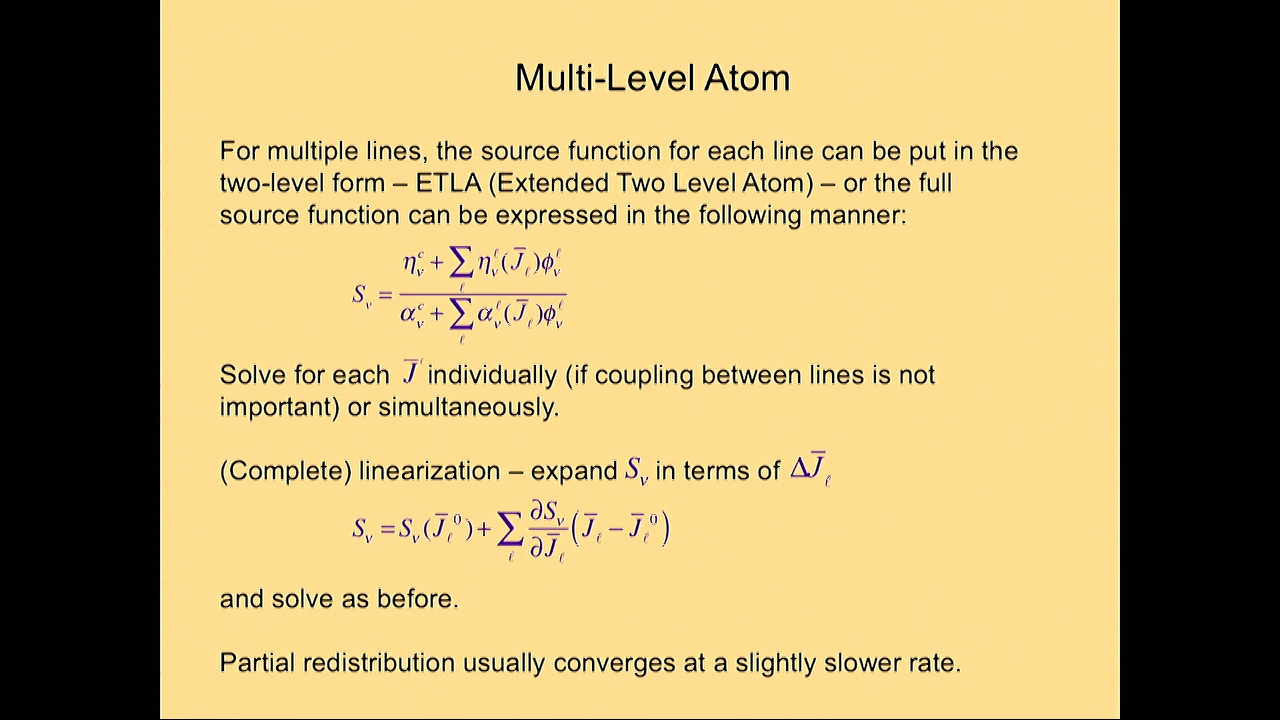 Multi-Level Atom
For multiple lines, the source function for each line can be put in the
two-level form – ETLA (Extended Two Level Atom) – or the full
source function can be expressed in the following manner:
S_ν = (η_ν^c + ∑_ℓ η_ν^ℓ(J̄_ℓ)ϕ_ν^ℓ) / (α_ν^c + ∑_ℓ α_ν^ℓ(J̄_ℓ)ϕ_ν^ℓ)
Solve for each J̄^ℓ individually (if coupling between lines is not
important) or simultaneously.
(Complete) linearization – expand S_ν in terms of ΔJ̄_ℓ
S_ν = S_ν(J̄_ℓ^0) + ∑_ℓ ∂S_ν/∂J̄_ℓ (J̄_ℓ − J̄_ℓ^0)
and solve as before.
Partial redistribution usually converges at a slightly slower rate.